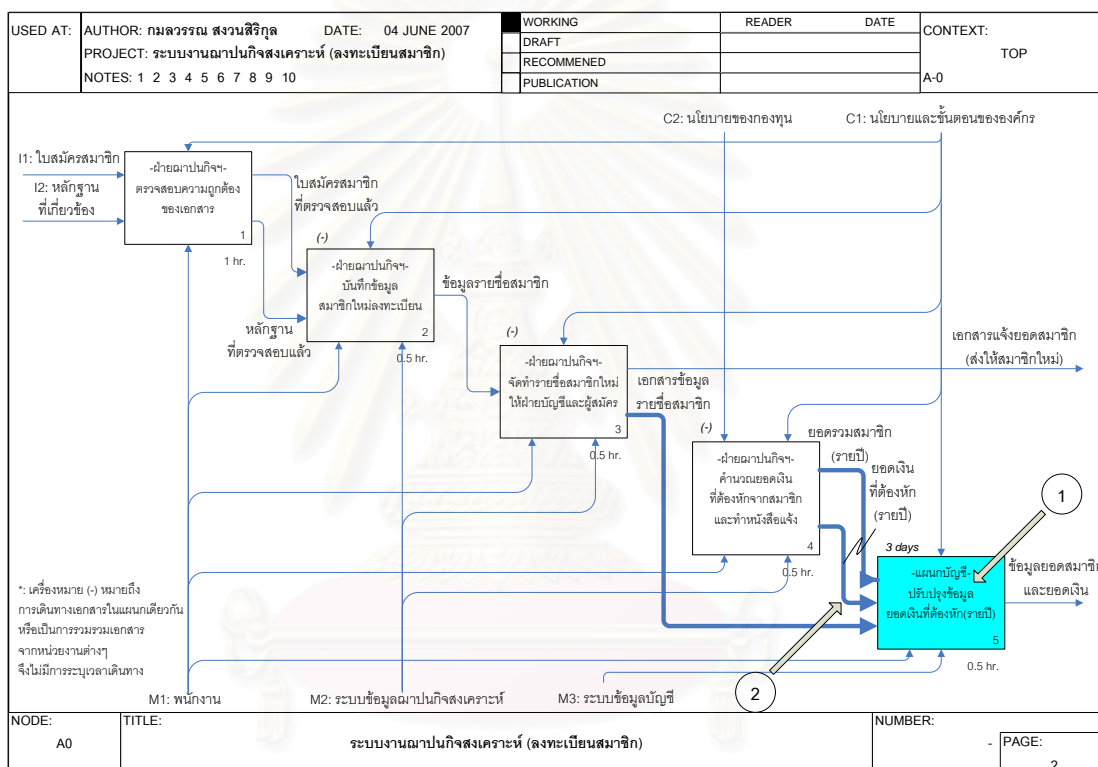 USED AT:
AUTHOR: กมลวรรณ สงวนสิริกุล DATE: 04 JUNE 2007
PROJECT: ระบบงานฌาปนกิจสงเคราะห์ (ลงทะเบียนสมาชิก)
NOTES: 1 2 3 4 5 6 7 8 9 10
WORKING
DRAFT
RECOMMENED
PUBLICATION
READER DATE
CONTEXT:
TOP
A-0
C2: นโยบายของกองทุน
C1: นโยบายและขั้นตอนขององค์กร
I1: ใบสมัครสมาชิก
I2: หลักฐาน
ที่เกี่ยวข้อง
-ฝ่ายฌาปนกิจฯ-
ตรวจสอบความถูกต้อง
ของเอกสาร
1
1 hr.
ใบสมัครสมาชิก
ที่ตรวจสอบแล้ว
(-)
-ฝ่ายฌาปนกิจฯ-
บันทึกข้อมูล
สมาชิกใหม่ลงทะเบียน
2
0.5 hr.
หลักฐาน
ที่ตรวจสอบแล้ว
ข้อมูลรายชื่อสมาชิก
(-)
-ฝ่ายฌาปนกิจฯ-
จัดทำรายชื่อสมาชิกใหม่
ให้ฝ่ายบัญชีและผู้สมัคร
3
0.5 hr.
เอกสารแจ้งยอดสมาชิก
(ส่งให้สมาชิกใหม่)
เอกสารข้อมูล
รายชื่อสมาชิก
(-)
-ฝ่ายฌาปนกิจฯ-
คำนวณยอดเงิน
ที่ต้องหักจากสมาชิก
และทำหนังสือแจ้ง
4
0.5 hr.
ยอดรวมสมาชิก
(รายปี)
ยอดเงิน
ที่ต้องหัก
(รายปี)
1
3 days
-แผนกบัญชี-
ปรับปรุงข้อมูล
ยอดเงินที่ต้องหัก(รายปี)
5
0.5 hr.
ข้อมูลยอดสมาชิก
และยอดเงิน
2
*: เครื่องหมาย (-) หมายถึง
การเดินทางเอกสารในแผนกเดียวกัน
หรือเป็นการรวมรวมเอกสาร
จากหน่วยงานต่างๆ
จึงไม่มีการระบุเวลาเดินทาง
M1: พนักงาน
M2: ระบบข้อมูลฌาปนกิจสงเคราะห์
M3: ระบบข้อมูลบัญชี
NODE:
A0
TITLE:
ระบบงานฌาปนกิจสงเคราะห์ (ลงทะเบียนสมาชิก)
NUMBER:
-
PAGE:
2